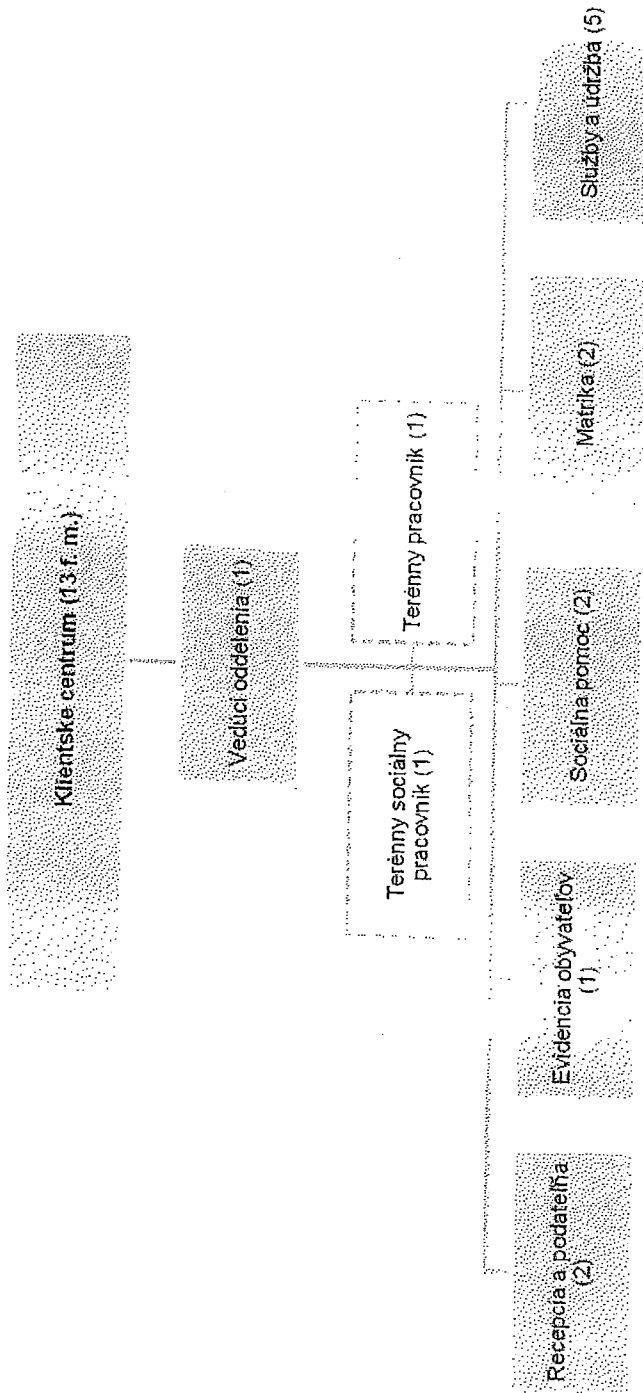 Klientske centrum (13 f. m.)
Vedúci oddelenia (1)
Terénny sociálny
pracovník (1)
Terénny pracovník (1)
Recepcia a podateľňa
(2)
Evidencia obyvateľov
(1)
Sociálna pomoc (2)
Matrika (2)
Služby a údržba (5)